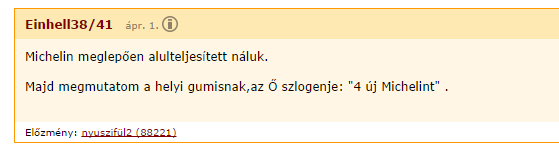 Einhell38/41 ápr. 1.
Michelin meglepően alulteljesített náluk.
Majd megmutatom a helyi gumisnak,az Ő szlogenje: "4 új Michelint" .
Előzmény: nyuszifül2 (88221)